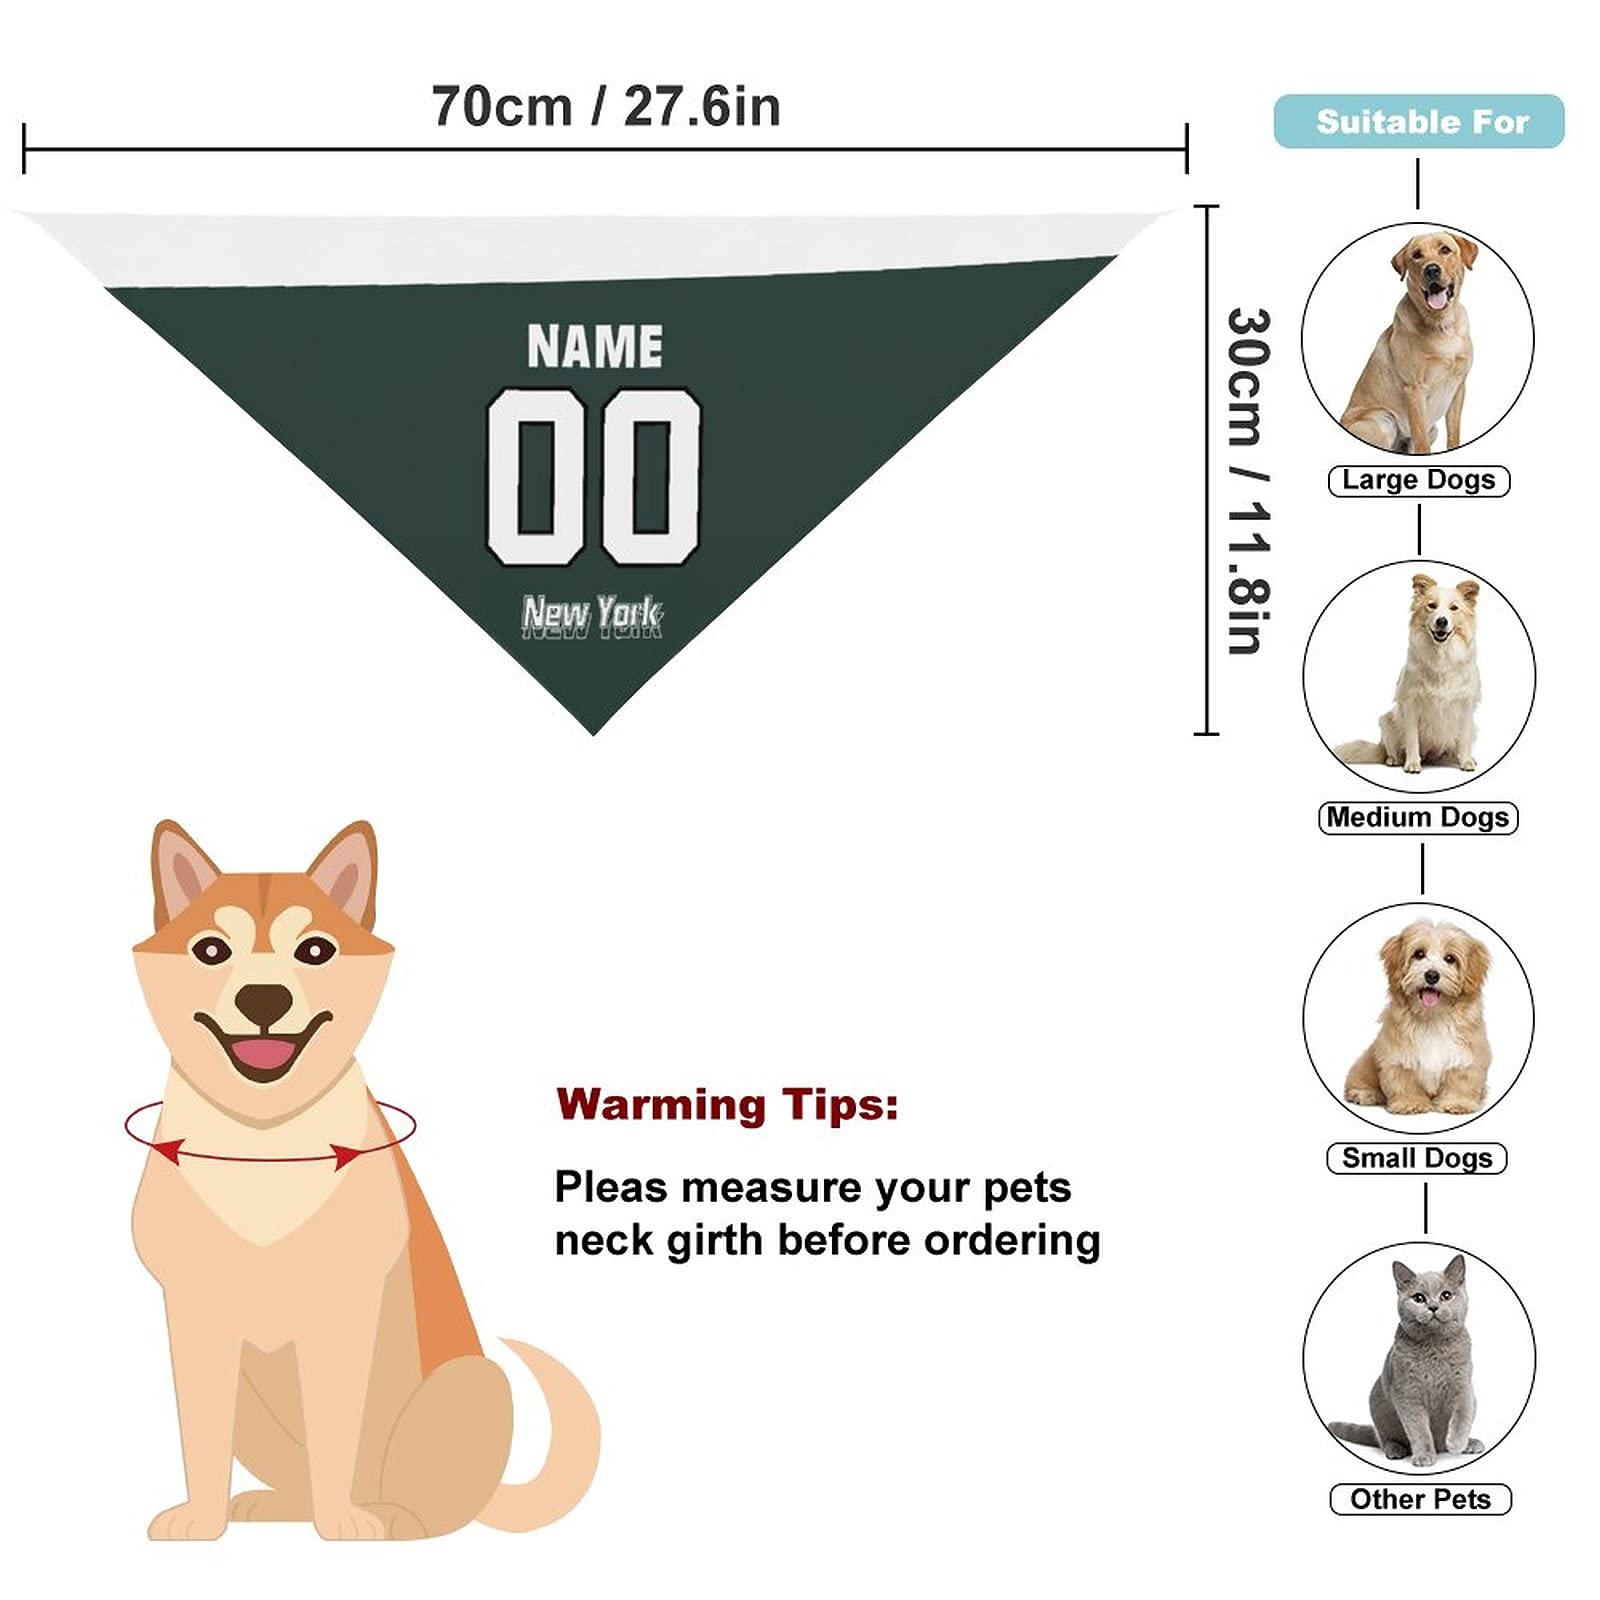 70cm / 27.6in
Suitable For
NAME
00
New York
30cm / 11.8in
Large Dogs
Medium Dogs
Small Dogs
Other Pets
Warming Tips:
Pleas measure your pets
neck girth before ordering